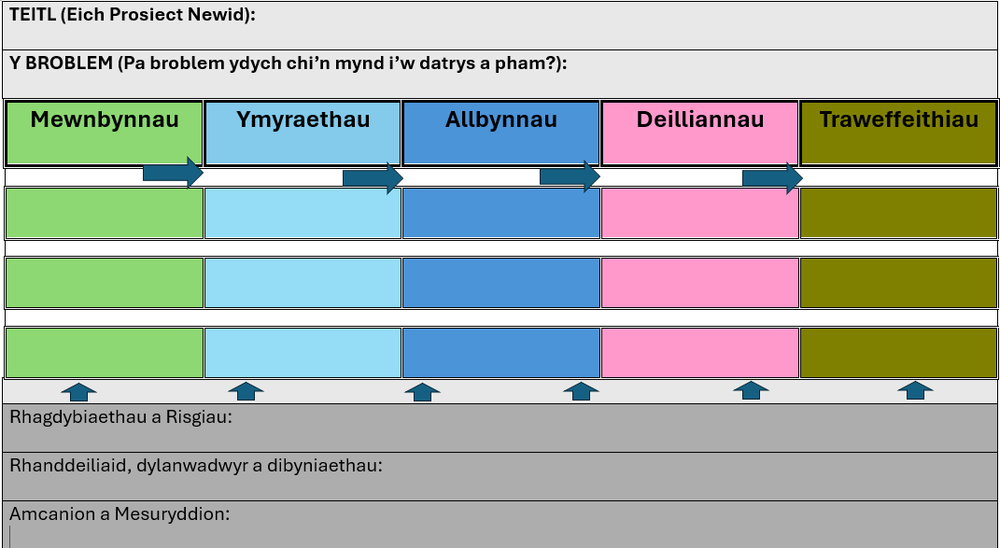 TEITL (Eich Prosiect Newid):
Y BROBLEM (Pa broblem ydych chi’n mynd i’w datrys a pham?):
Mewnbynnau Ymyraethau Allbynnau Deilliannau Traweffeithiau
Rhagdybiaethau a Risgiau:
Rhanddeiliaid, dylanwadwyr a dibyniaethau:
Amcanion a Mesuryddion: